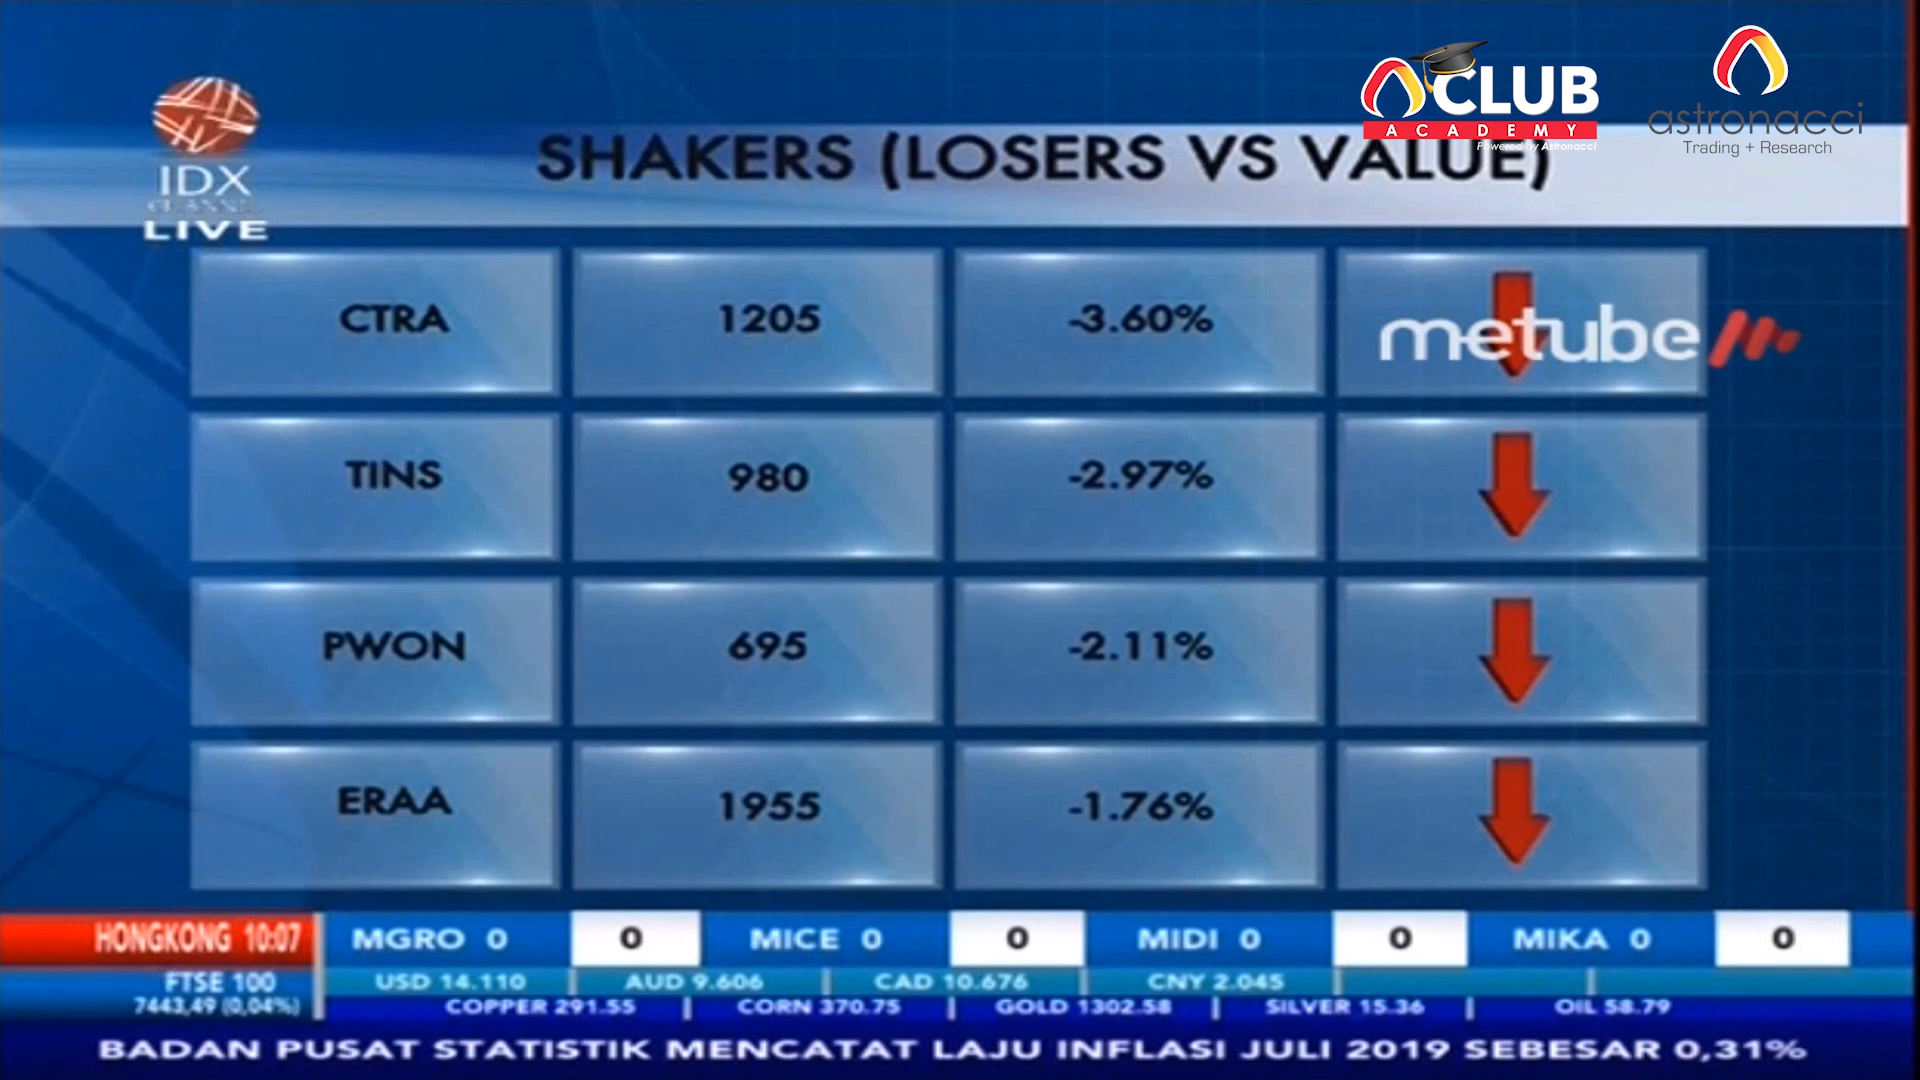 CLUB
ACADEMY
Powered by Astronacci
astronacci
Trading + Research
IDX
CHANNEL
LIVE
SHAKERS (LOSERS VS VALUE)
CTRA 1205 -3.60%
metube
TINS 980 -2.97%
PWON 695 -2.11%
ERAA 1955 -1.76%
HONGKONG 10:07 MGRO 0 0 MICE 0 0 MIDI 0 0 MIKA 0 0
FTSE 100 USD 14.110 AUD 9.606 CAD 10.676 CNY 2.045
7443,49 (0,04%) COPPER 291.55 CORN 370.75 GOLD 1302.58 SILVER 15.36 OIL 58.79
BADAN PUSAT STATISTIK MENCATAT LAJU INFLASI JULI 2019 SEBESAR 0,31%